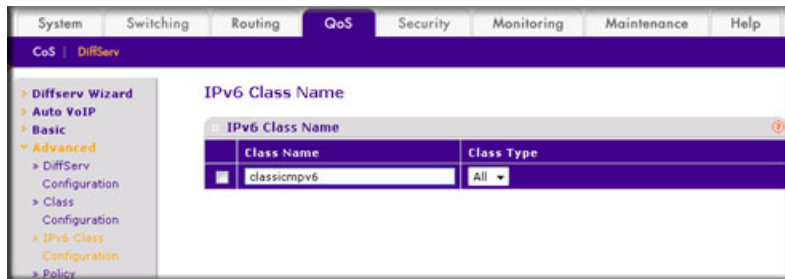 System Switching Routing QoS Security Monitoring Maintenance Help
CoS | DiffServ
Diffserv Wizard
Auto VoIP
Basic
Advanced
» DiffServ
Configuration
» Class
Configuration
» IPv6 Class
Configuration
» Policy
IPv6 Class Name
IPv6 Class Name
Class Name Class Type
classicmpv6 All